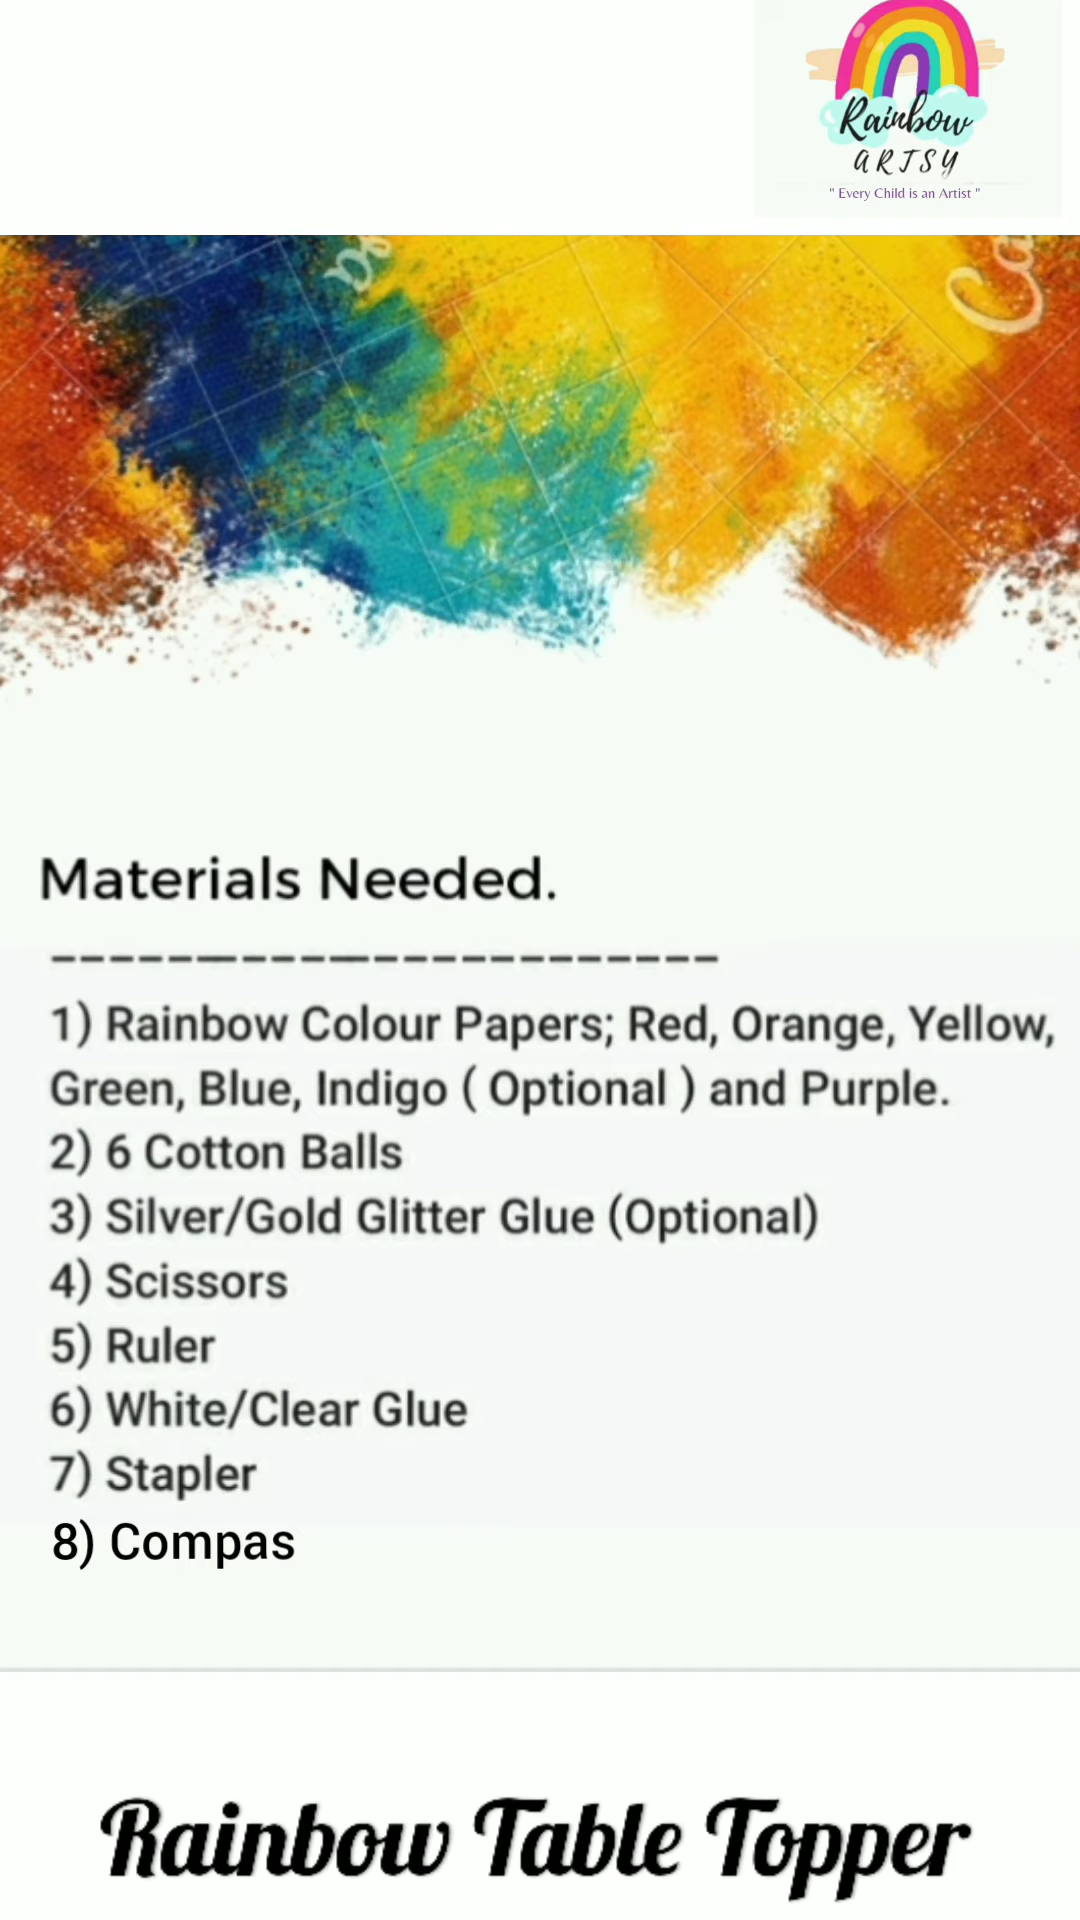 Rainbow
ARTSY
" Every Child is an Artist "
Materials Needed.
-----------------------
1) Rainbow Colour Papers; Red, Orange, Yellow,
Green, Blue, Indigo ( Optional ) and Purple.
2) 6 Cotton Balls
3) Silver/Gold Glitter Glue (Optional)
4) Scissors
5) Ruler
6) White/Clear Glue
7) Stapler
8) Compas
Rainbow Table Topper